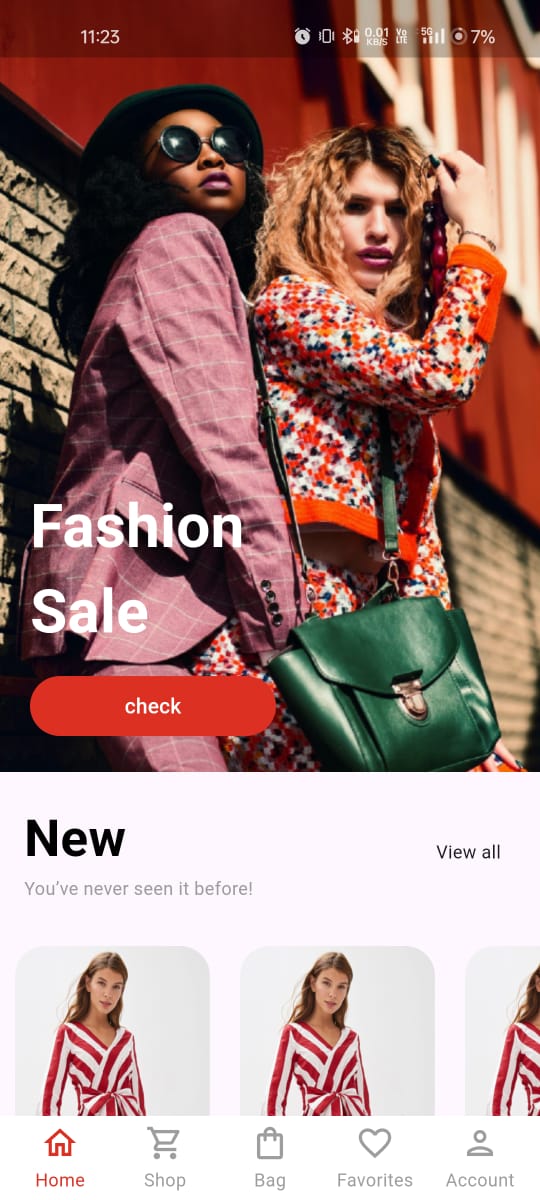 11:23
0.01 KB/S
Vo LTE
5G
7%
Fashion
Sale
check
New
View all
You've never seen it before!
Home
Shop
Bag
Favorites
Account